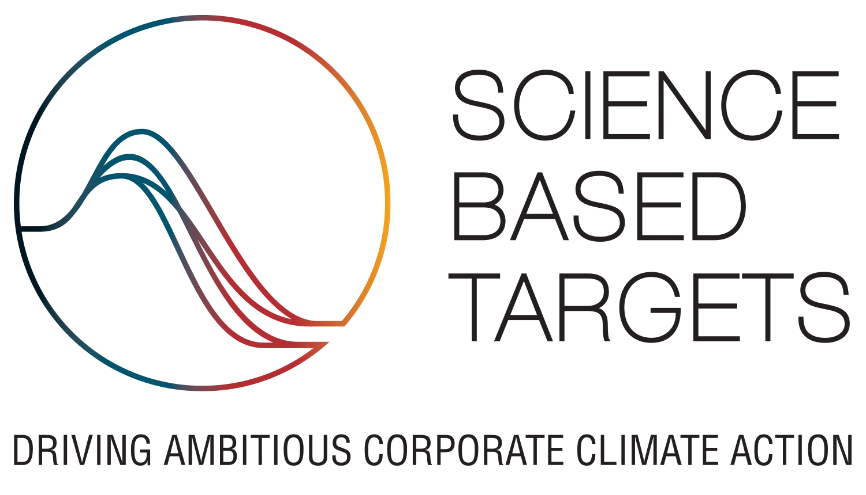 SCIENCE
BASED
TARGETS
DRIVING AMBITIOUS CORPORATE CLIMATE ACTION